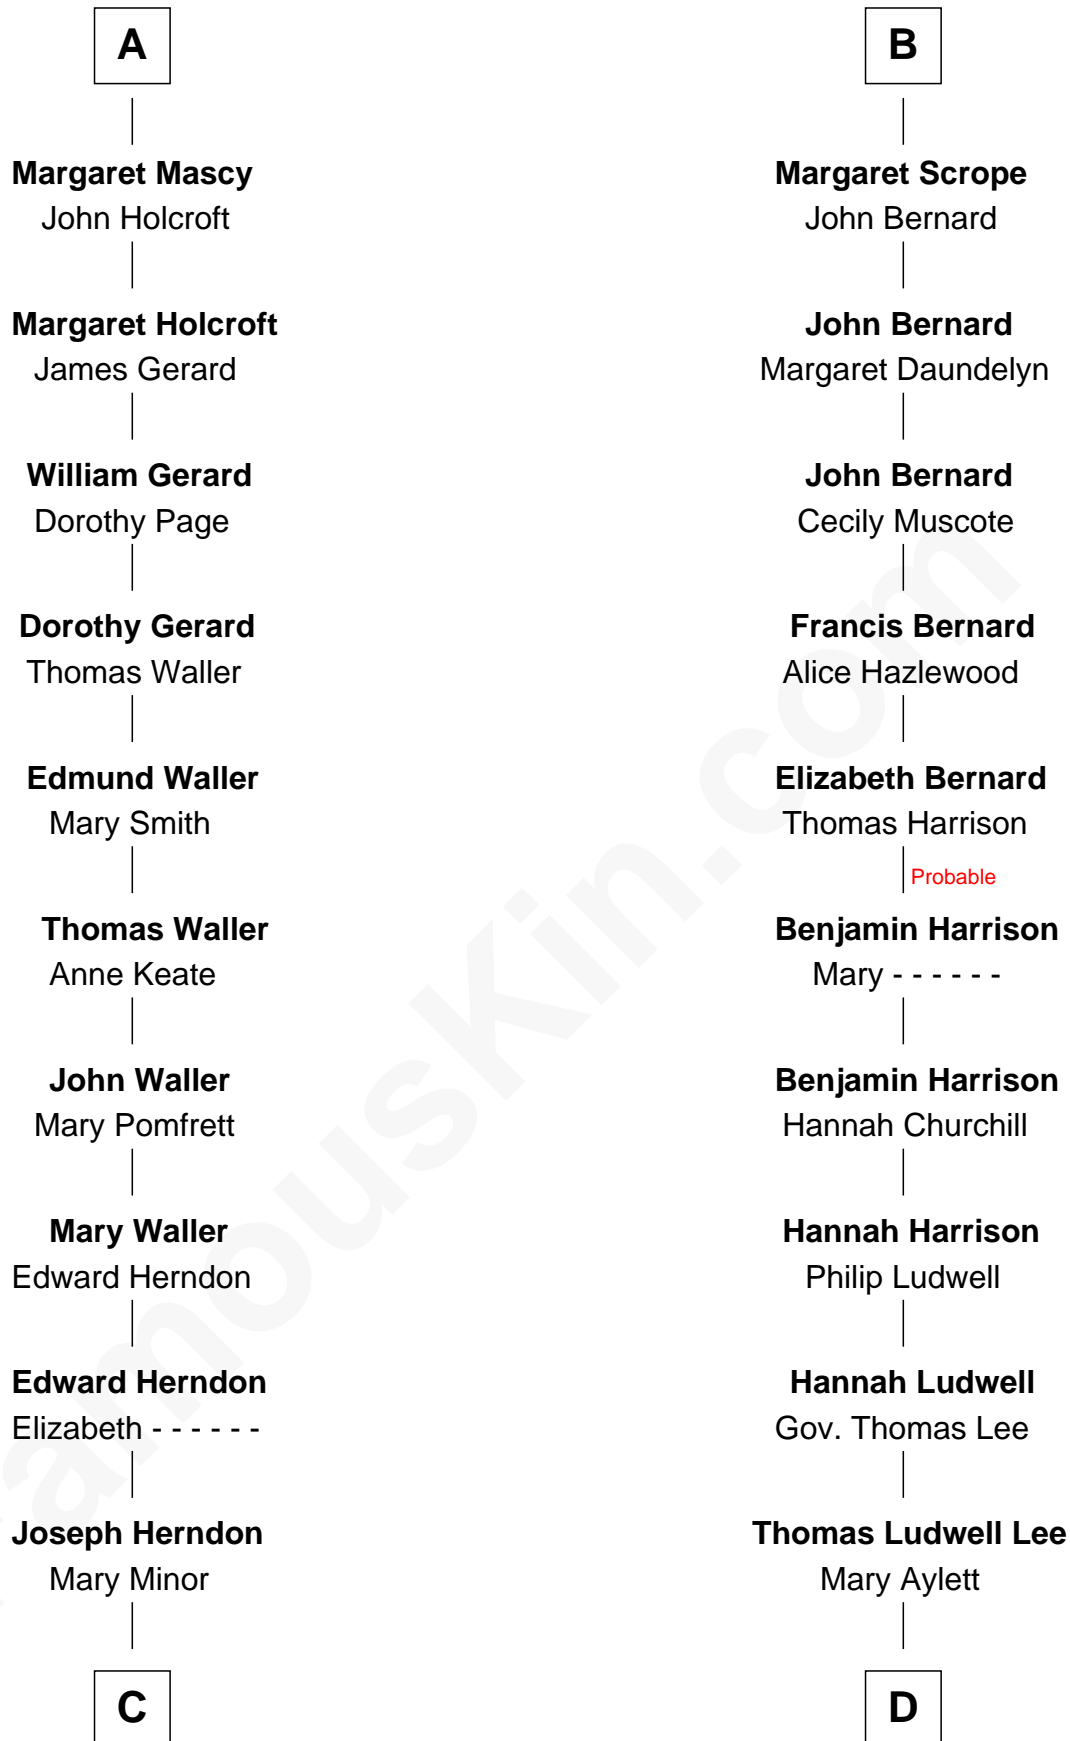 A
Margaret Mascy
John Holcroft
Margaret Holcroft
James Gerard
William Gerard
Dorothy Page
Dorothy Gerard
Thomas Waller
Edmund Waller
Mary Smith
Thomas Waller
Anne Keate
John Waller
Mary Pomfrett
Mary Waller
Edward Herndon
Edward Herndon
Elizabeth - - - - - -
Joseph Herndon
Mary Minor
C
B
Margaret Scrope
John Bernard
John Bernard
Margaret Daundelyn
John Bernard
Cecily Muscote
Francis Bernard
Alice Hazlewood
Elizabeth Bernard
Thomas Harrison
Probable
Benjamin Harrison
Mary - - - - - -
Benjamin Harrison
Hannah Churchill
Hannah Harrison
Philip Ludwell
Hannah Ludwell
Gov. Thomas Lee
Thomas Ludwell Lee
Mary Aylett
D
FamousKin.com